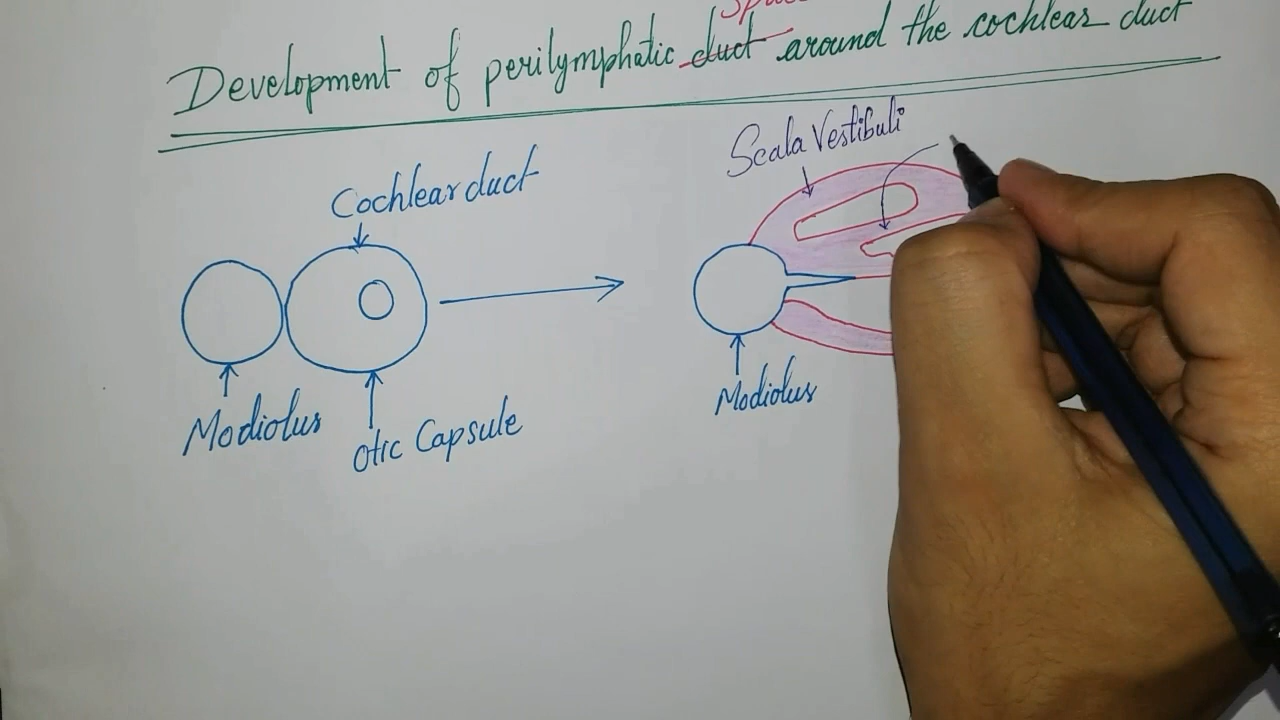 Space
Development of perilymphatic duct around the cochlear duct
Scala Vestibuli
Cochlear duct
Modiolus
Modiolus
Otic Capsule